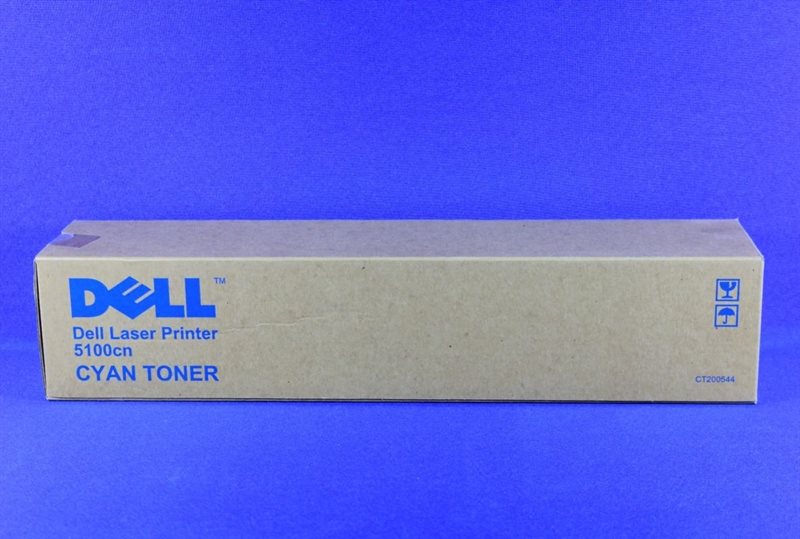 DELL™
Dell Laser Printer
5100cn
CYAN TONER
CT200544